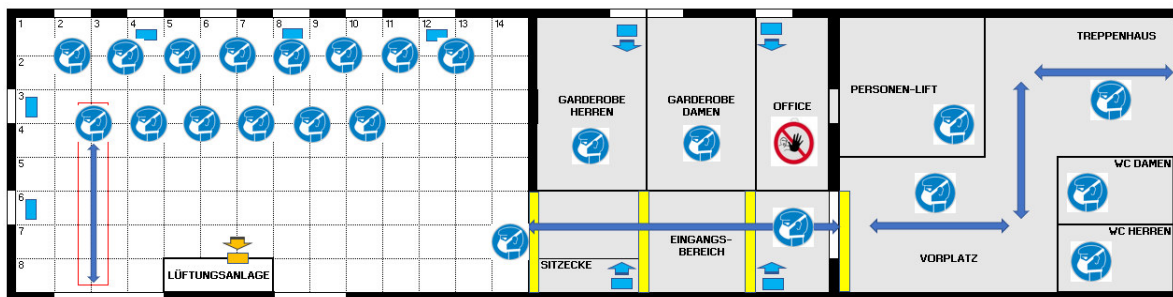 1 2 3 4 5 6 7 8 9 10 11 12 13 14
2
3
4
5
6
7
8
LÜFTUNGSANLAGE
GARDEROBE
HERREN
GARDEROBE
DAMEN
OFFICE
SITZECKE
EINGANGS-
BEREICH
PERSONEN-LIFT
TREPPENHAUS
WC DAMEN
WC HERREN
VORPLATZ